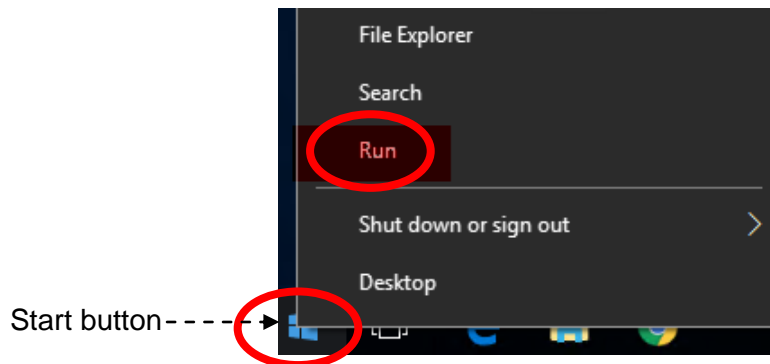 File Explorer
Search
Run
Shut down or sign out
Desktop
Start button